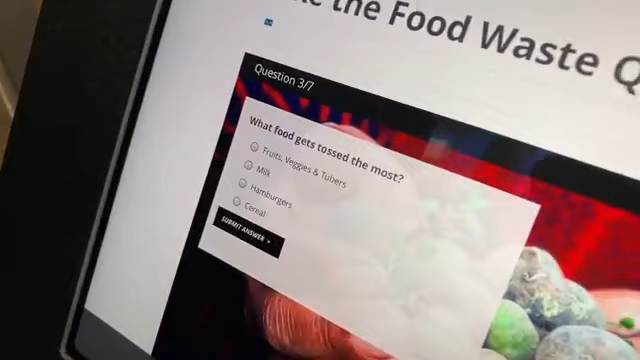 the Food Waste
Question 3/7
What food gets tossed the most?
Fruits, Veggies & Tubers
Milk
Hamburgers
Cereal
SUBMIT ANSWER >